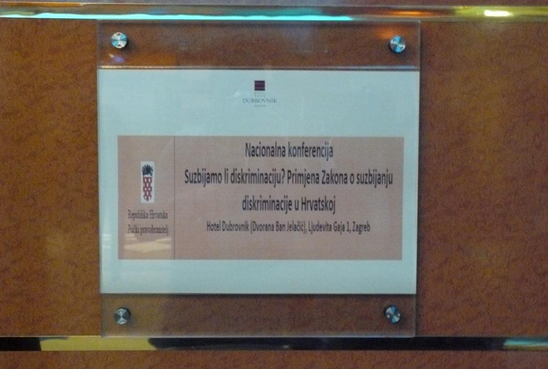 DUBROVNIK
Nacionalna konferencija
Suzbijamo li diskriminaciju? Primjena Zakona o suzbijanju
diskriminacije u Hrvatskoj
Hotel Dubrovnik (Dvorana Ban Jelačić), Ljudevita Gaja 1, Zagreb
Republika Hrvatska
Pučki pravobranitelj